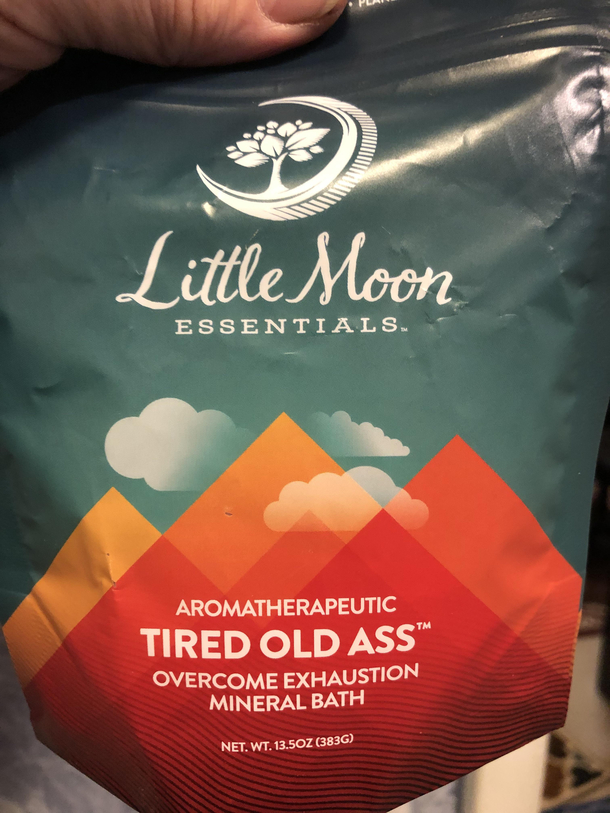 Little Moon
ESSENTIALS
AROMATHERAPEUTIC
TIRED OLD ASS™
OVERCOME EXHAUSTION
MINERAL BATH
NET. WT. 13.5OZ (383G)